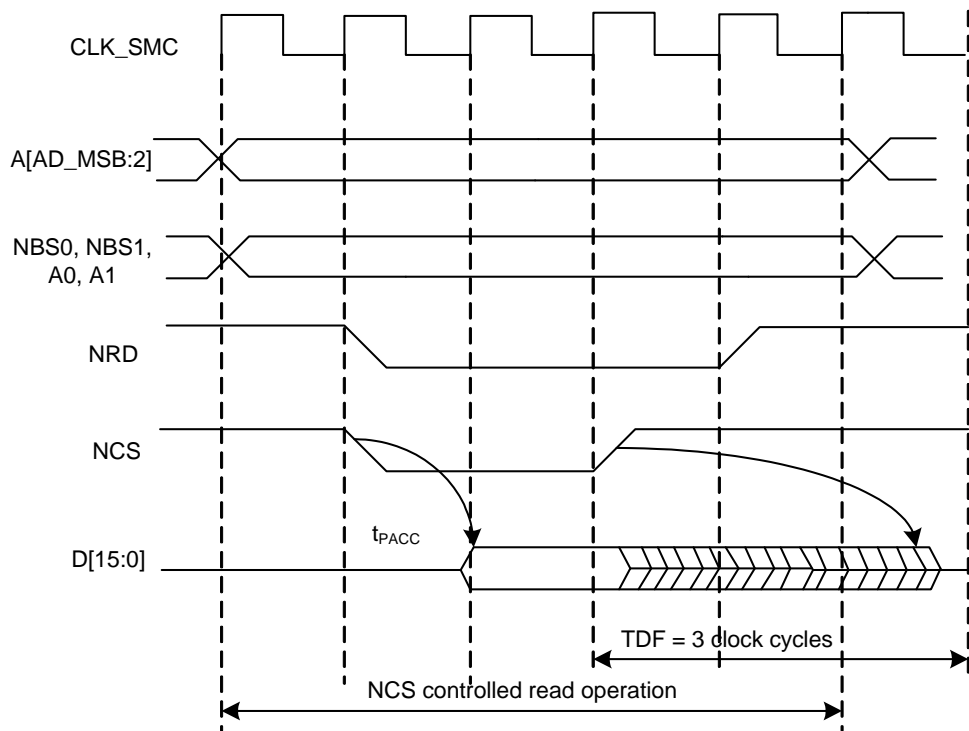 CLK_SMC
A[AD_MSB:2]
NBS0, NBS1,
A0, A1
NRD
NCS
tPACC
D[15:0]
TDF = 3 clock cycles
NCS controlled read operation